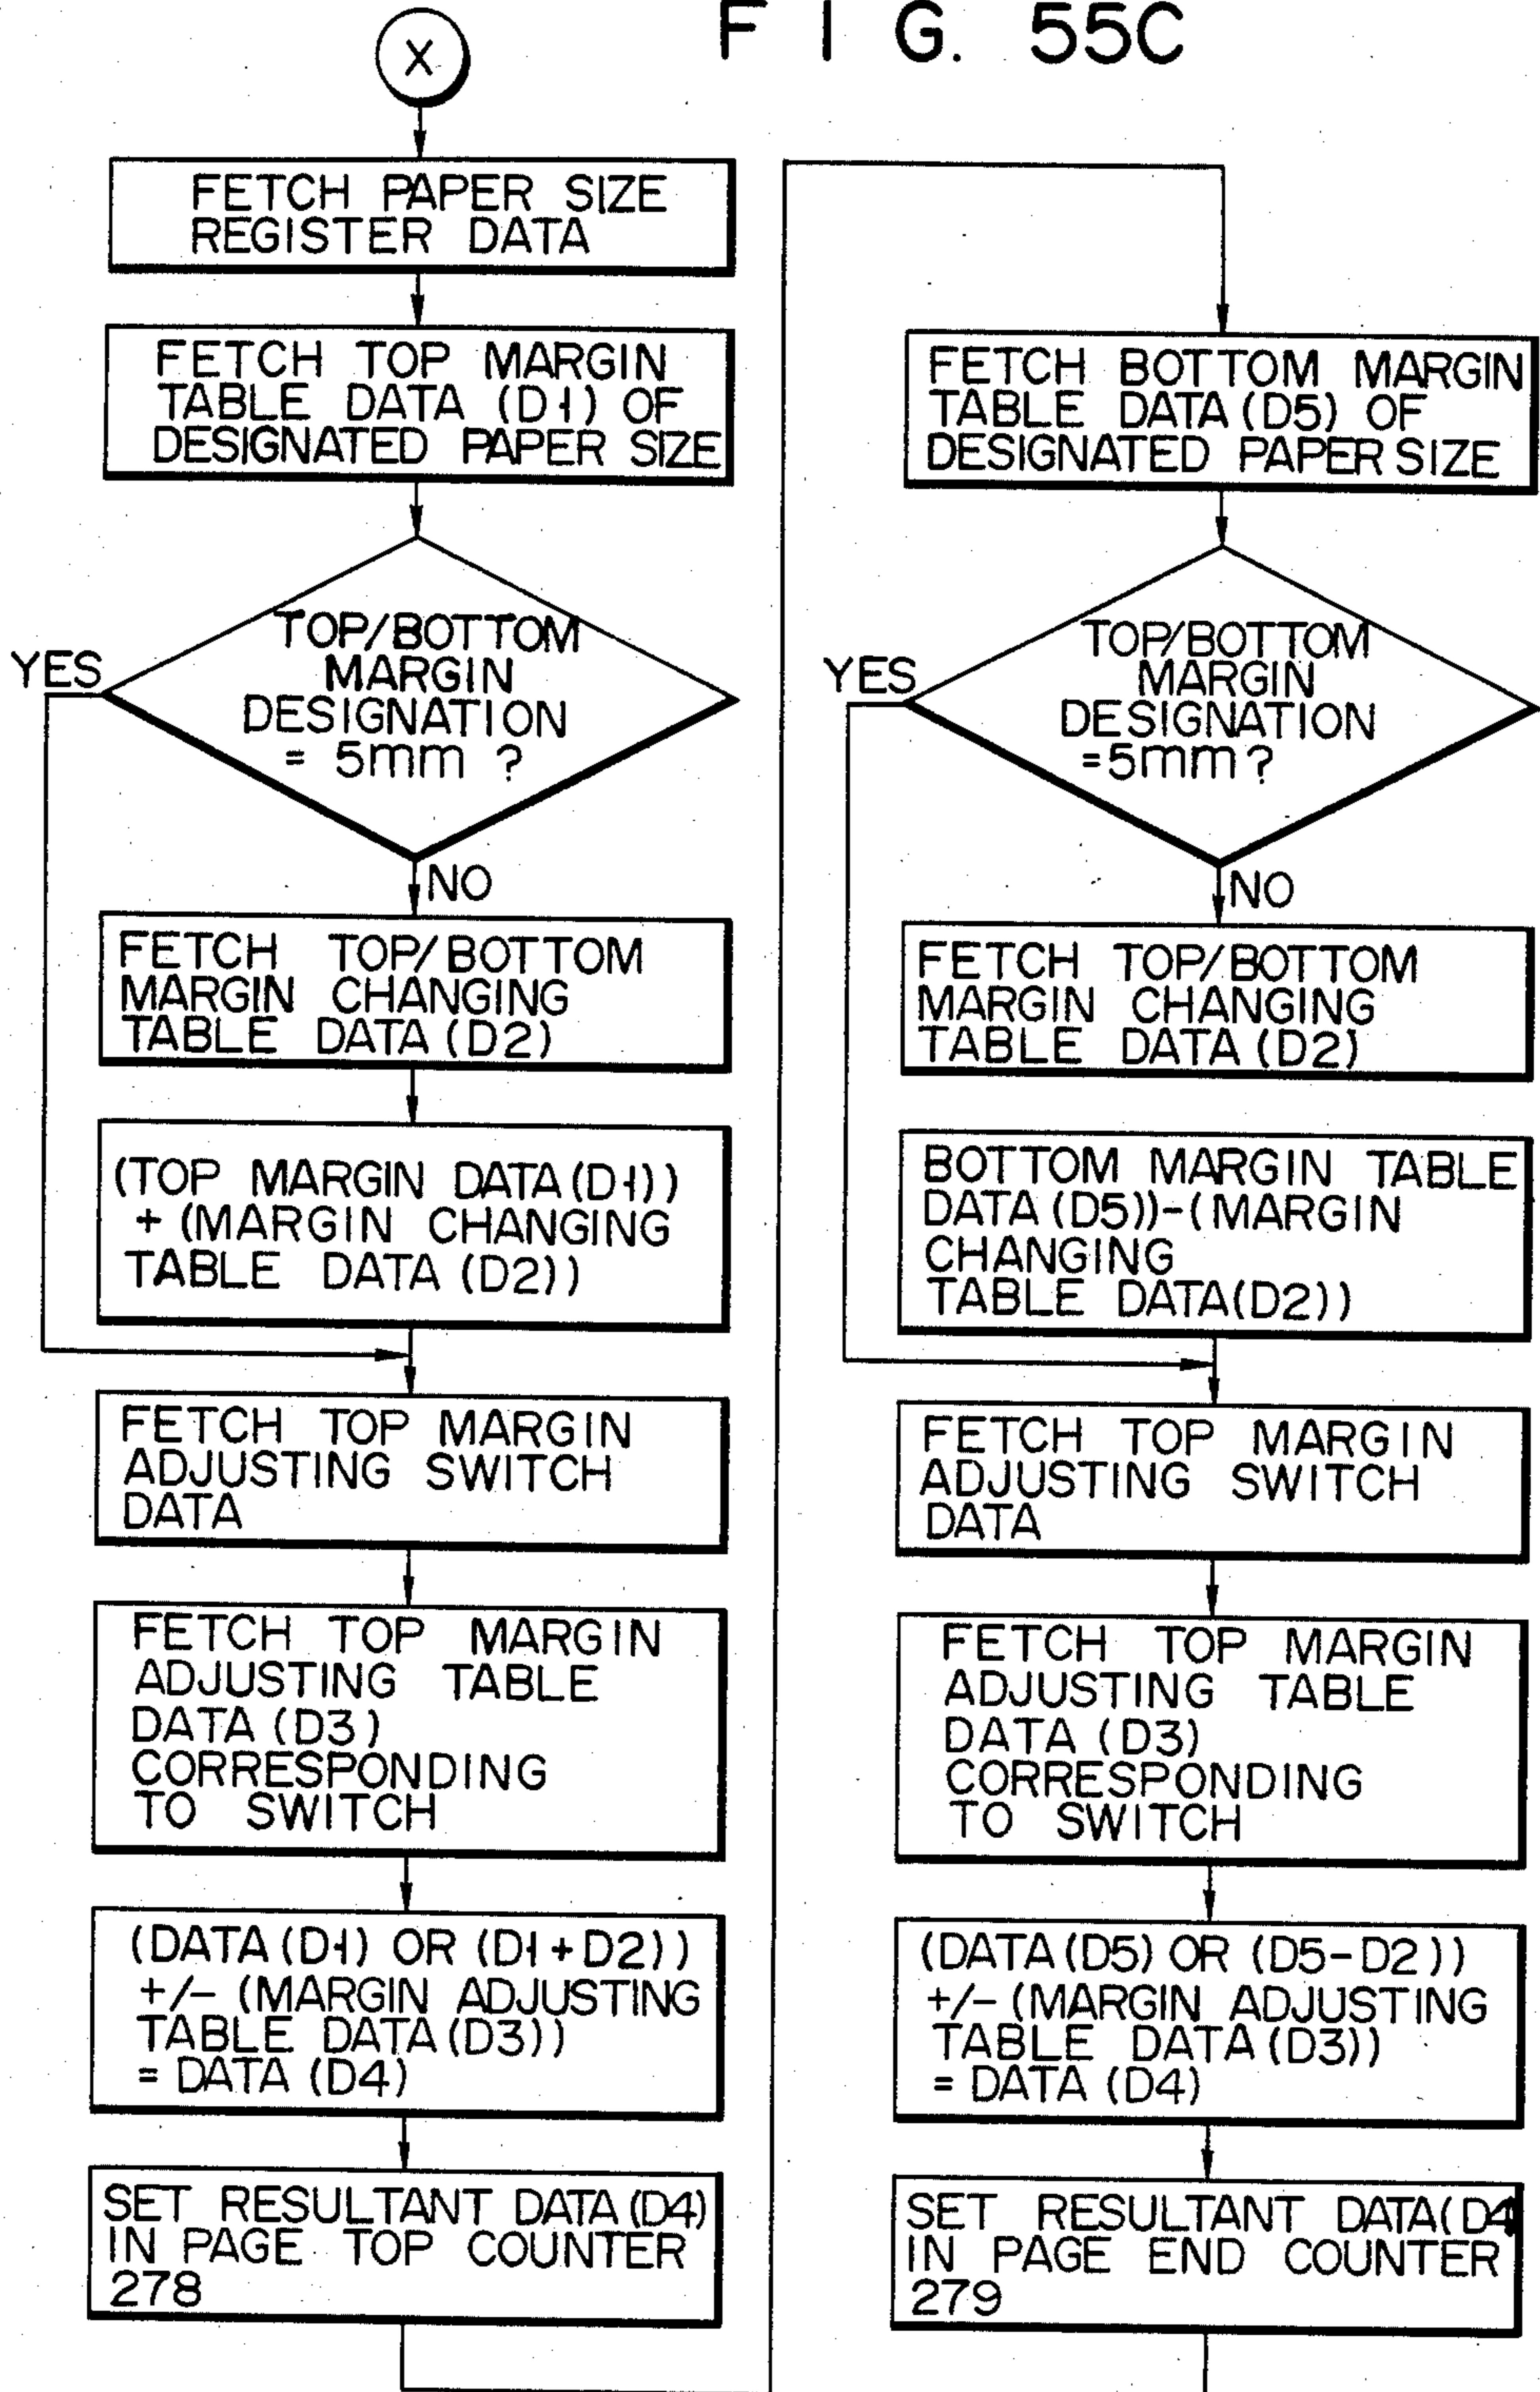 F I G. 55C
X
FETCH PAPER SIZE
REGISTER DATA
FETCH TOP MARGIN
TABLE DATA (D1) OF
DESIGNATED PAPER SIZE
TOP/BOTTOM
MARGIN
DESIGNATION
= 5mm ?
YES
NO
FETCH TOP/BOTTOM
MARGIN CHANGING
TABLE DATA (D2)
(TOP MARGIN DATA (D1))
+ (MARGIN CHANGING
TABLE DATA (D2))
FETCH TOP MARGIN
ADJUSTING SWITCH
DATA
FETCH TOP MARGIN
ADJUSTING TABLE
DATA (D3)
CORRESPONDING
TO SWITCH
(DATA (D1) OR (D1+D2))
+/- (MARGIN ADJUSTING
TABLE DATA (D3))
= DATA (D4)
SET RESULTANT DATA (D4)
IN PAGE TOP COUNTER
278
FETCH BOTTOM MARGIN
TABLE DATA (D5) OF
DESIGNATED PAPER SIZE
TOP/BOTTOM
MARGIN
DESIGNATION
=5mm?
YES
NO
FETCH TOP/BOTTOM
MARGIN CHANGING
TABLE DATA (D2)
BOTTOM MARGIN TABLE
DATA (D5))-(MARGIN
CHANGING
TABLE DATA(D2))
FETCH TOP MARGIN
ADJUSTING SWITCH
DATA
FETCH TOP MARGIN
ADJUSTING TABLE
DATA (D3)
CORRESPONDING
TO SWITCH
(DATA (D5) OR (D5-D2))
+/- (MARGIN ADJUSTING
TABLE DATA (D3))
= DATA (D4)
SET RESULTANT DATA(D4
IN PAGE END COUNTER
279